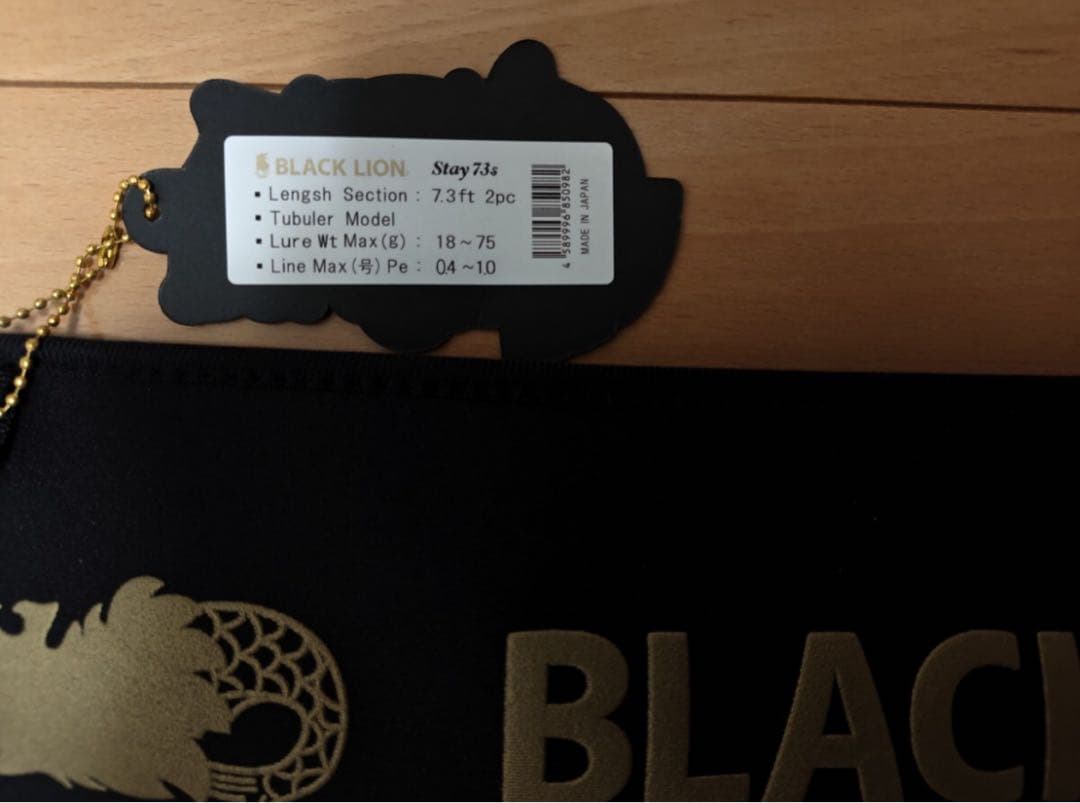 BLACK LION Stay 73s
▪ Lengsh Section : 7.3ft 2pc
▪ Tubuler Model
▪ Lure Wt Max(g) : 18~75
▪ Line Max(号) Pe : 0.4~1.0
4 589996 850982
MADE IN JAPAN
BLACK